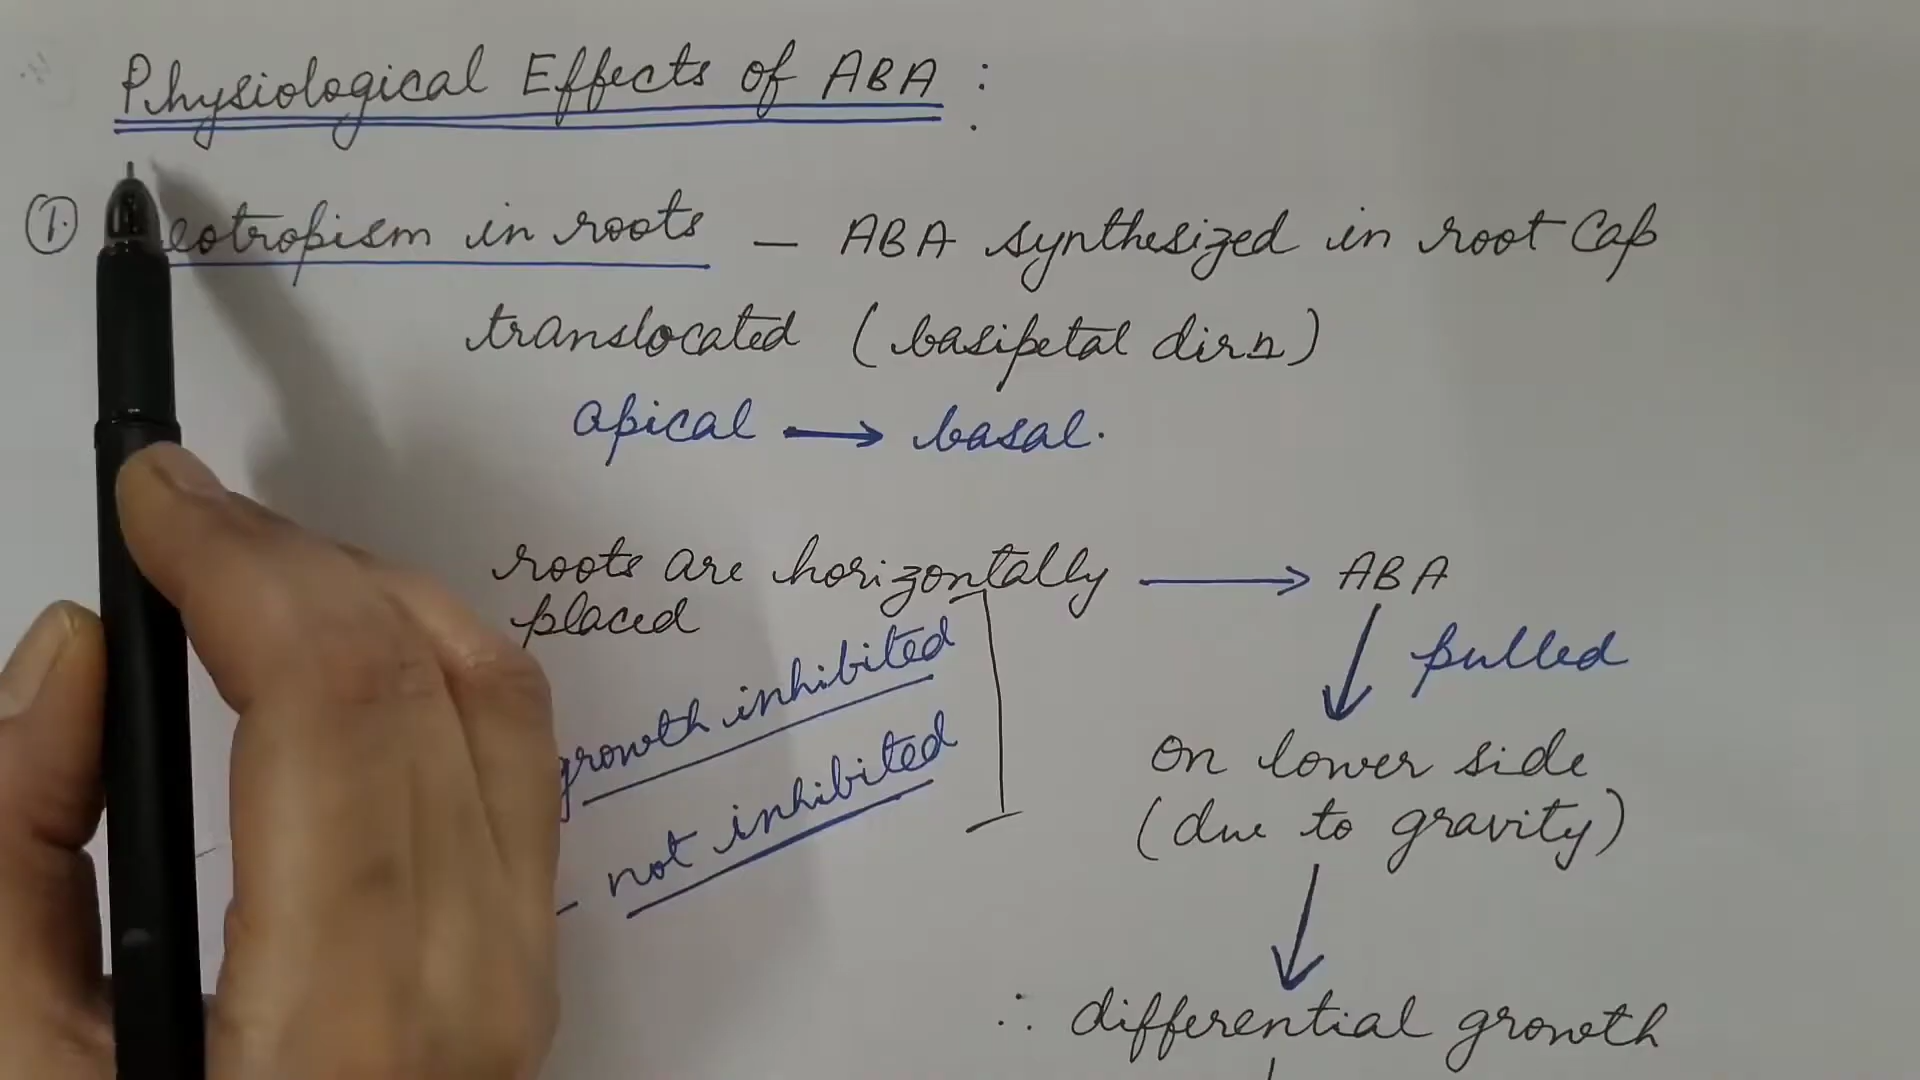 Physiological Effects of ABA :
①. eotropism in roots — ABA synthesized in root Cap
translocated (basipetal dirn)
apical → basal.
roots are horizontally → ABA
placed
pulled
growth inhibited
on lower side
- not inhibited
(due to gravity)
∴ differential growth